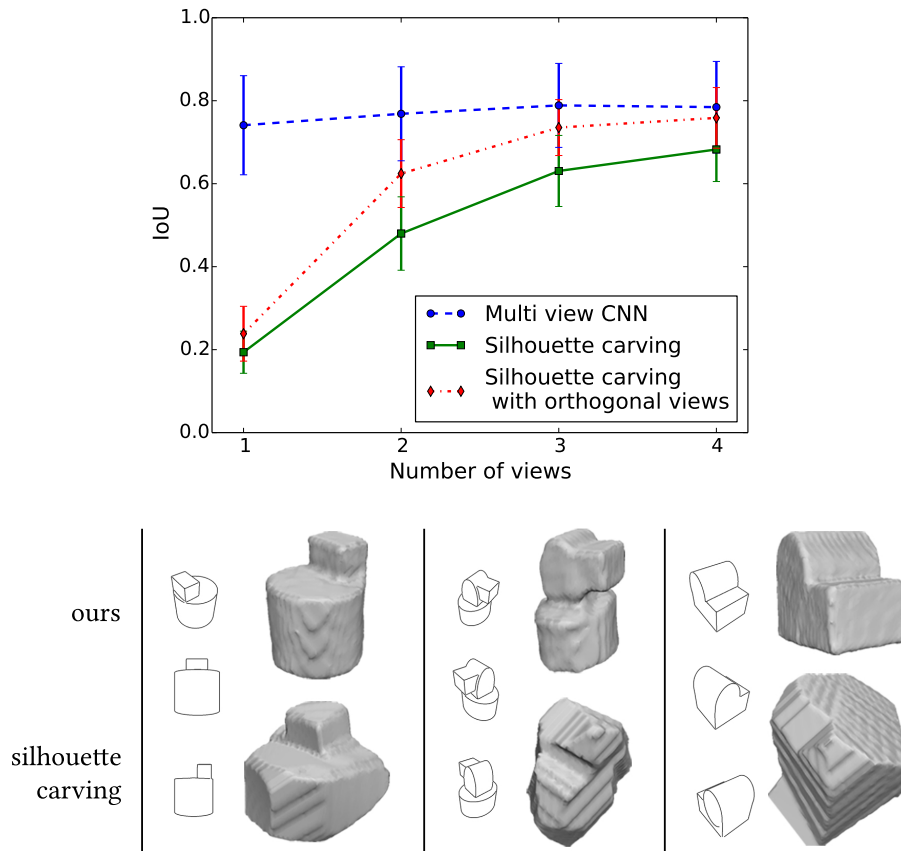 1.0
0.8
0.6
0.4
0.2
0.0
IoU
1 2 3 4
Number of views
Multi view CNN
Silhouette carving
Silhouette carving
with orthogonal views
ours
silhouette
carving